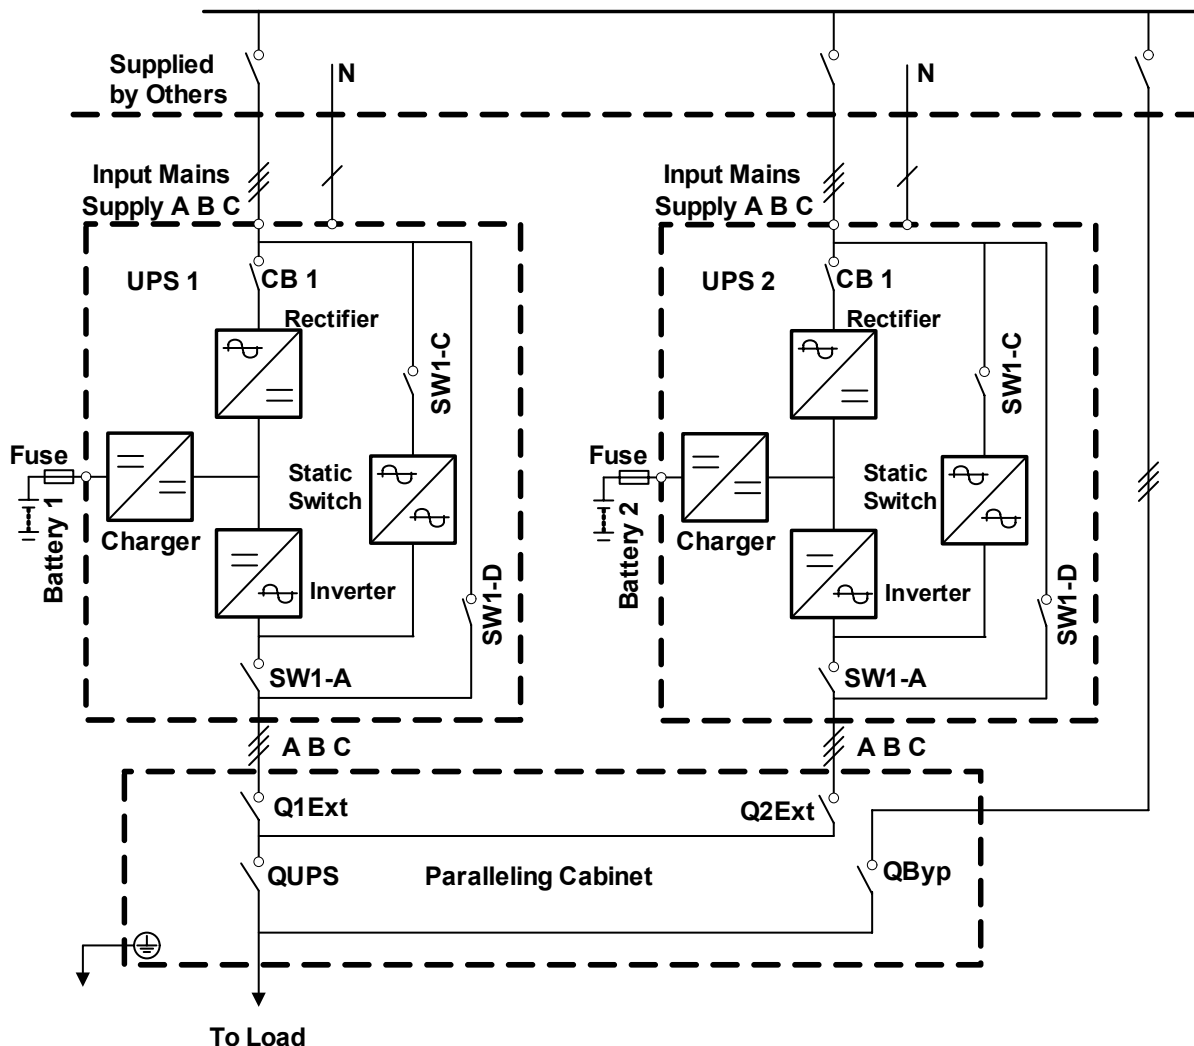 Supplied
by Others
N
N
Input Mains
Supply A B C
Input Mains
Supply A B C
UPS 1
CB 1
Rectifier
SW1-C
Fuse
Battery 1
Charger
Static
Switch
Inverter
SW1-D
SW1-A
UPS 2
CB 1
Rectifier
SW1-C
Fuse
Battery 2
Charger
Static
Switch
Inverter
SW1-D
SW1-A
A B C
A B C
Q1Ext
Q2Ext
QUPS
Paralleling Cabinet
QByp
To Load